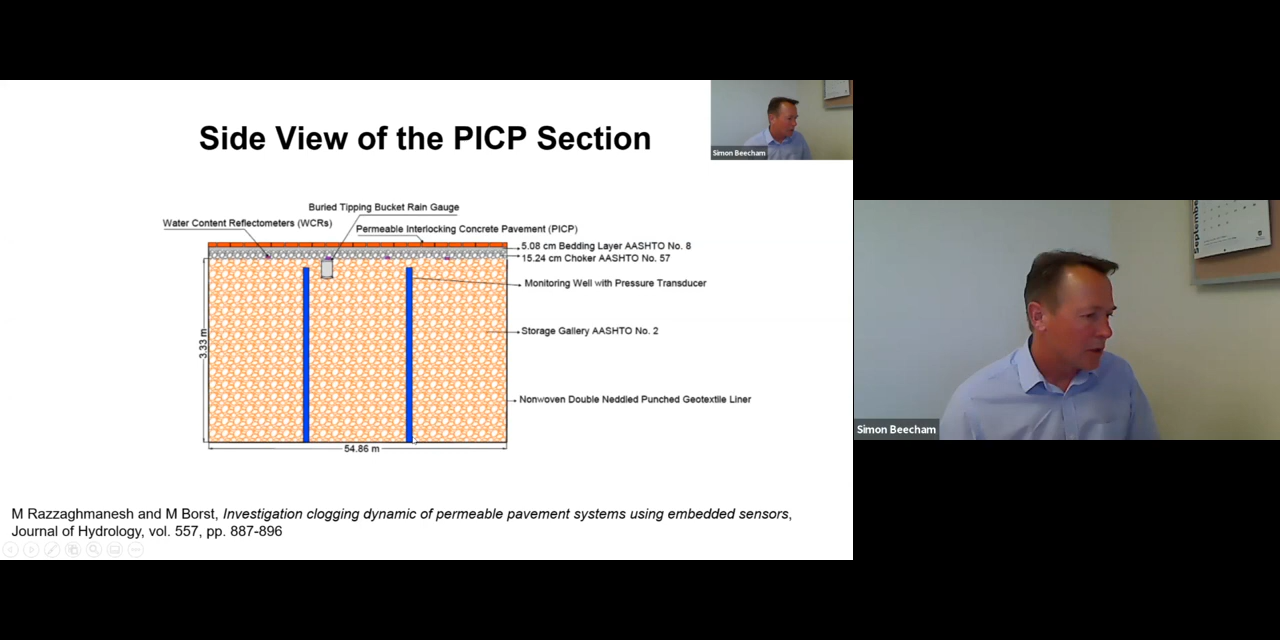 Side View of the PICP Section
Simon Beecham
Buried Tipping Bucket Rain Gauge
Water Content Reflectometers (WCRs)
Permeable Interlocking Concrete Pavement (PICP)
5.08 cm Bedding Layer AASHTO No. 8
15.24 cm Choker AASHTO No. 57
Monitoring Well with Pressure Transducer
3.33 m
Storage Gallery AASHTO No. 2
Nonwoven Double Neddled Punched Geotextile Liner
54.86 m
M Razzaghmanesh and M Borst, Investigation clogging dynamic of permeable pavement systems using embedded sensors,
Journal of Hydrology, vol. 557, pp. 887-896
September
Simon Beecham